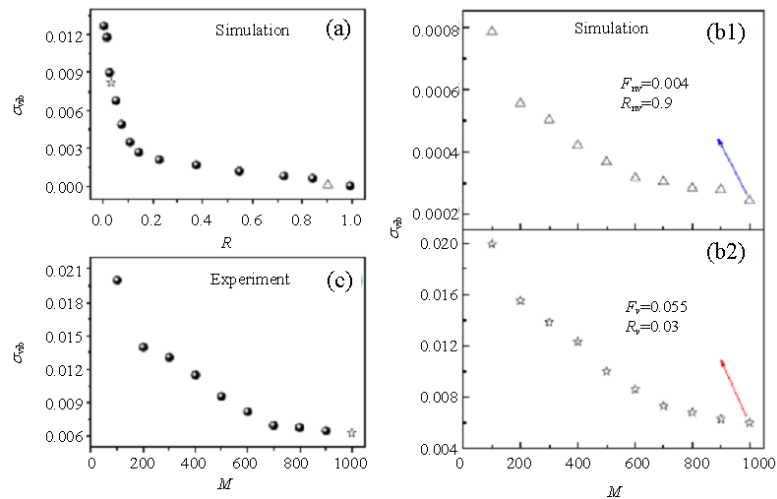 (a)
Simulation
0.012
0.009
0.006
0.003
0.000
σvib
0.0 0.2 0.4 0.6 0.8 1.0
R
(c)
Experiment
0.021
0.018
0.015
0.012
0.009
0.006
σvib
0 200 400 600 800 1000
M
(b1)
Simulation
0.0008
0.0006
0.0004
0.0002
Fnv=0.004
Rnv=0.9
σvib
(b2)
0.020
0.016
0.012
0.008
0.004
Fv=0.055
Rv=0.03
0 200 400 600 800 1000
M